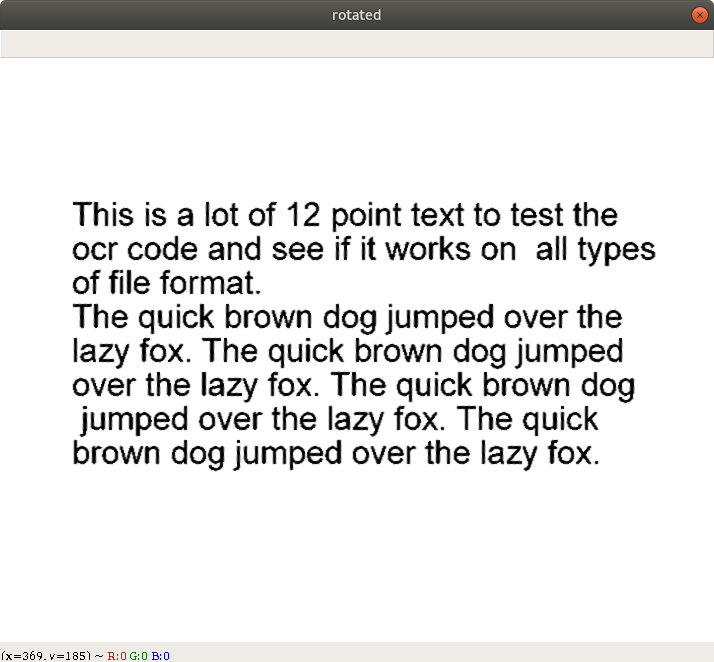 rotated
This is a lot of 12 point text to test the
ocr code and see if it works on  all types
of file format.
The quick brown dog jumped over the
lazy fox. The quick brown dog jumped
over the lazy fox. The quick brown dog
 jumped over the lazy fox. The quick
brown dog jumped over the lazy fox.
(x=369, y=185) ~ R:0 G:0 B:0